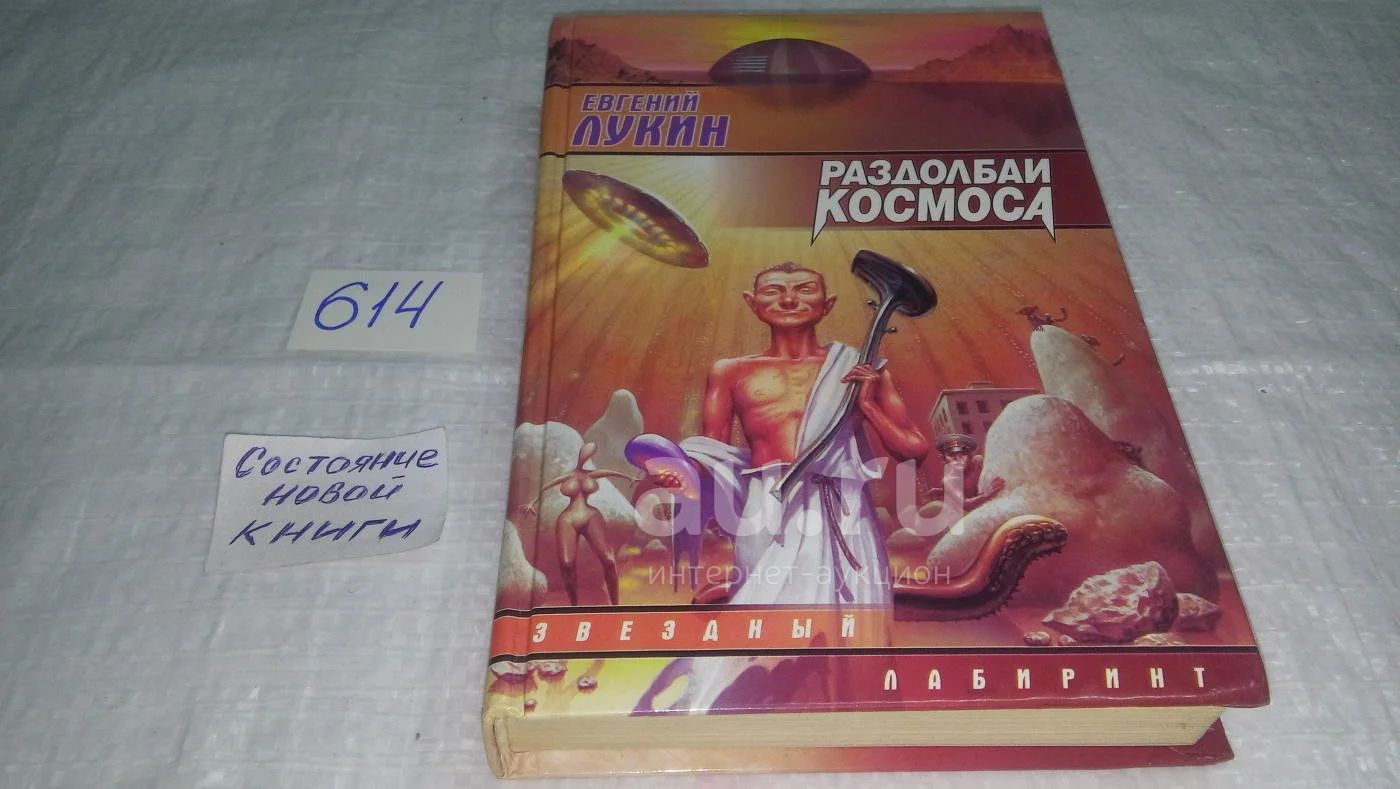 ЕВГЕНИЙ
ЛУКИН
РАЗДОЛБАИ
КОСМОСА
614
Состояние
новой
книги
au.ru
интернет-аукцион
ЗВЕЗДНЫЙ
ЛАБИРИНТ